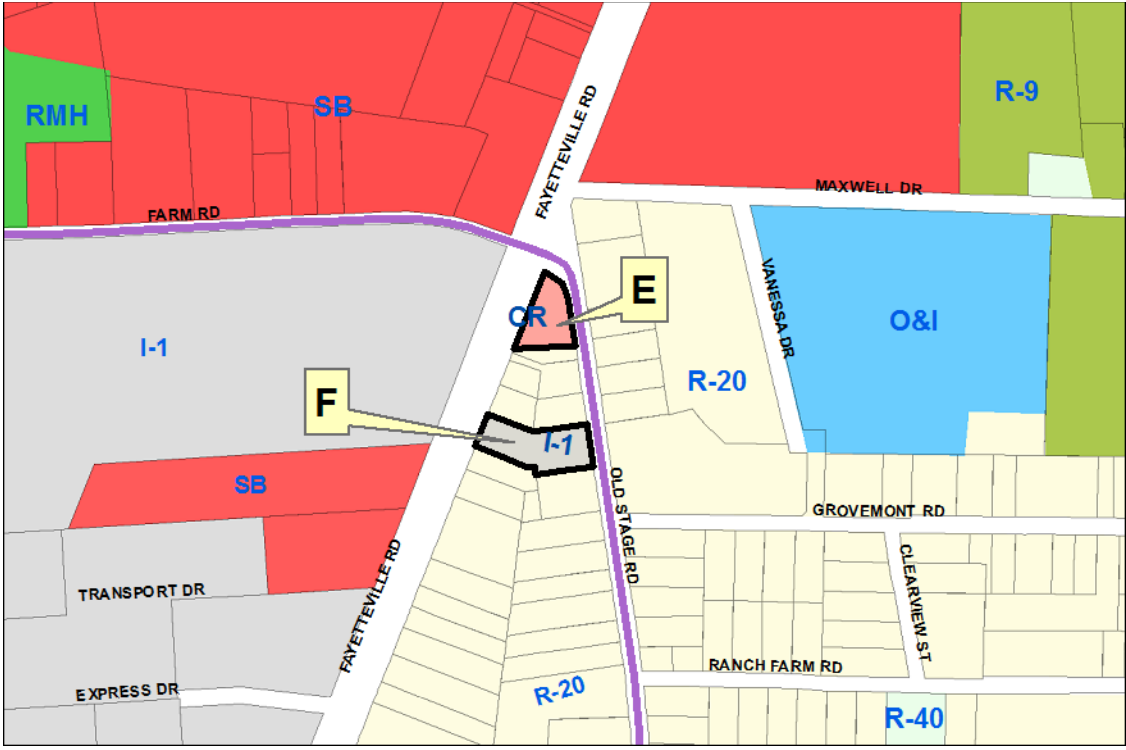 R-9
RMH
SB
FAYETTEVILLE RD
MAXWELL DR
FARM RD
E
CR
VANESSA DR
O&I
I-1
R-20
F
I-1
SB
OLD STAGE RD
GROVEMONT RD
CLEARVIEW ST
TRANSPORT DR
FAYETTEVILLE RD
RANCH FARM RD
EXPRESS DR
R-20
R-40